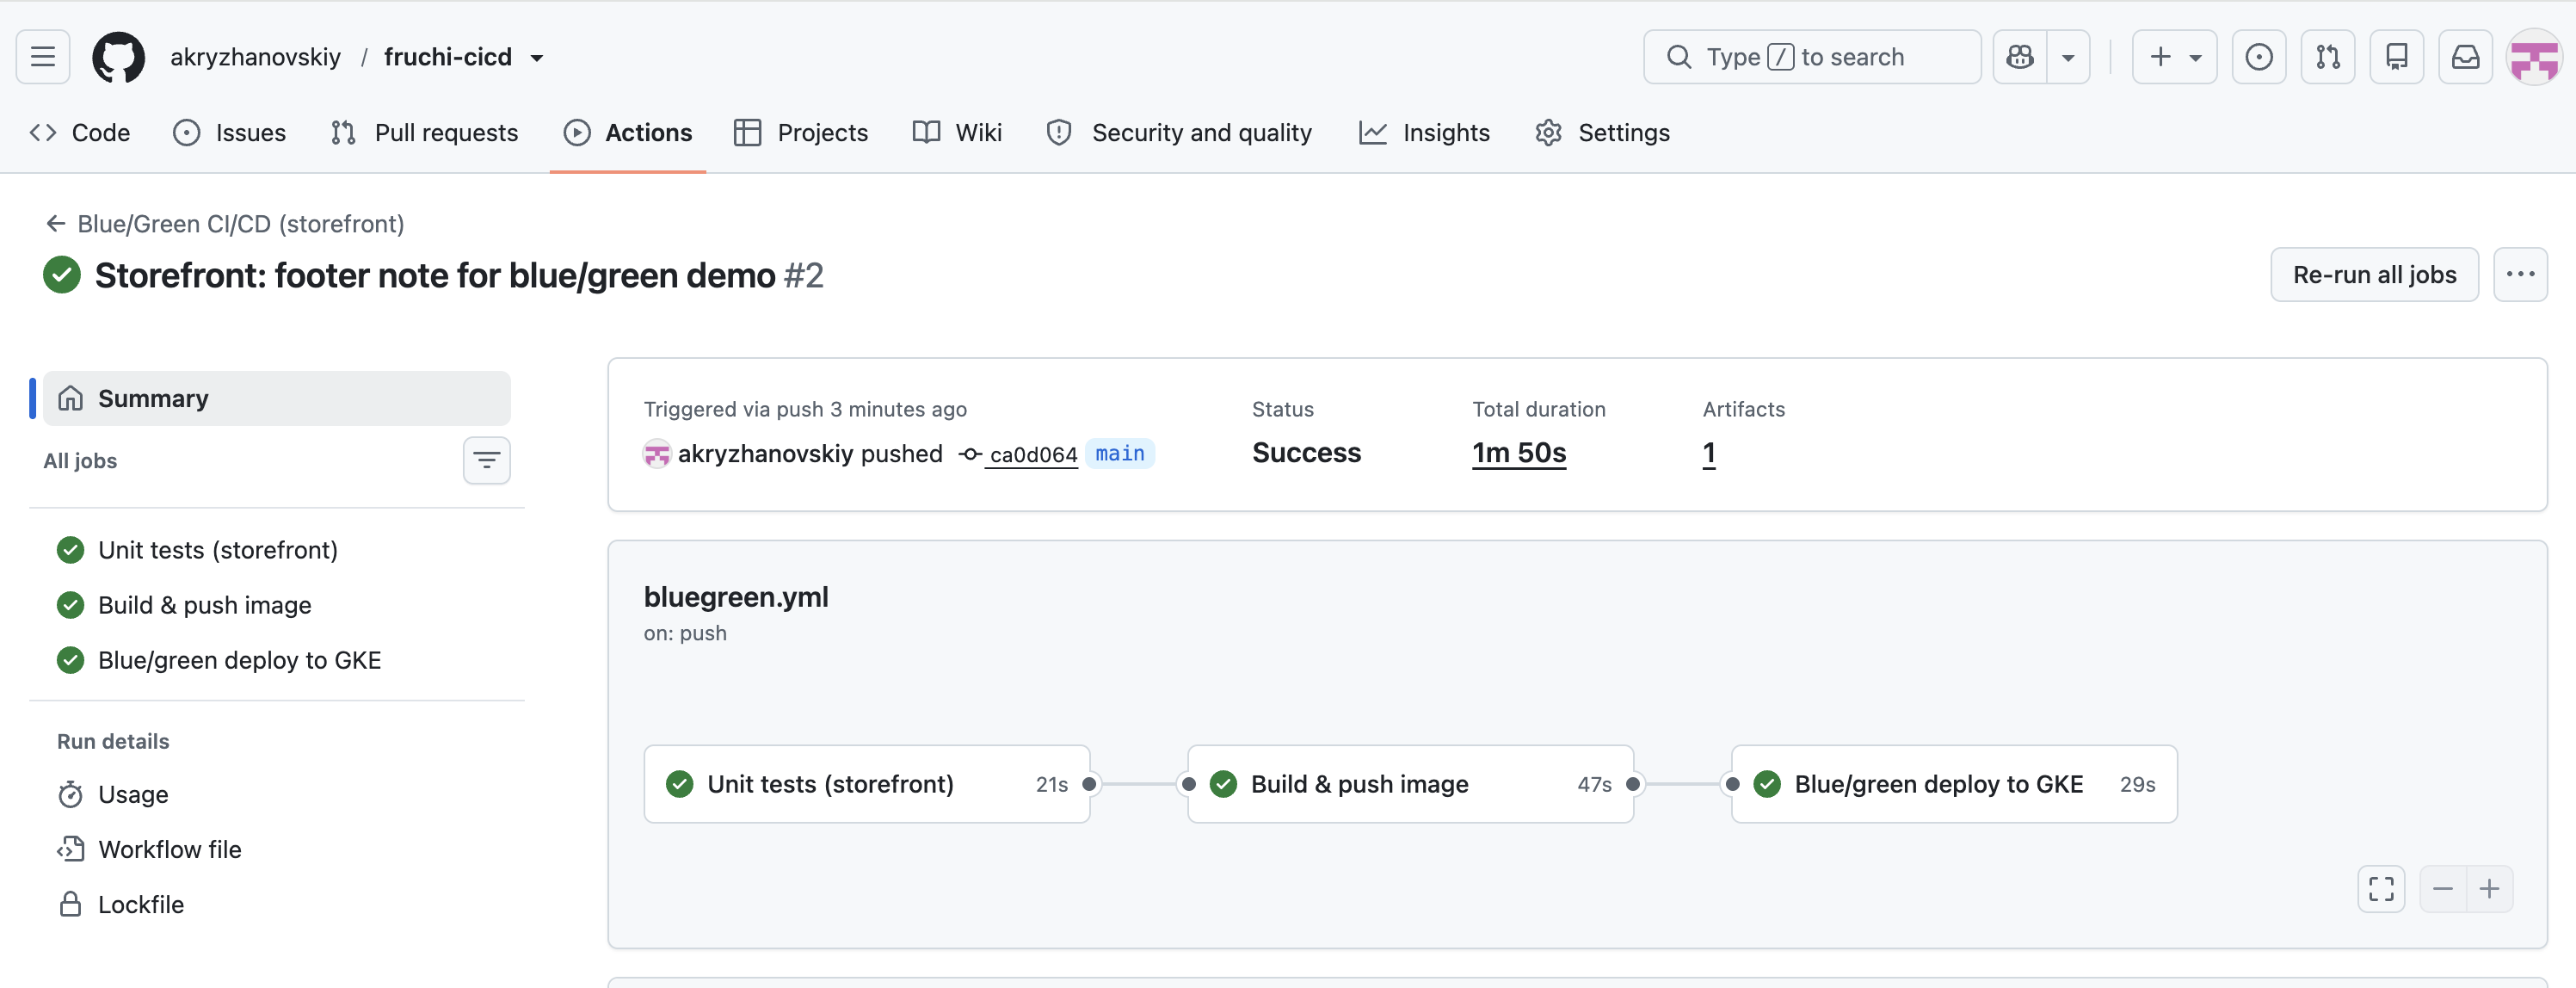 akryzhanovskiy / fruchi-cicd
Type / to search
Code
Issues
Pull requests
Actions
Projects
Wiki
Security and quality
Insights
Settings
Blue/Green CI/CD (storefront)
Storefront: footer note for blue/green demo #2
Re-run all jobs
Summary
All jobs
Unit tests (storefront)
Build & push image
Blue/green deploy to GKE
Run details
Usage
Workflow file
Lockfile
Triggered via push 3 minutes ago
akryzhanovskiy pushed ca0d064 main
Status
Success
Total duration
1m 50s
Artifacts
1
bluegreen.yml
on: push
Unit tests (storefront) 21s
Build & push image 47s
Blue/green deploy to GKE 29s